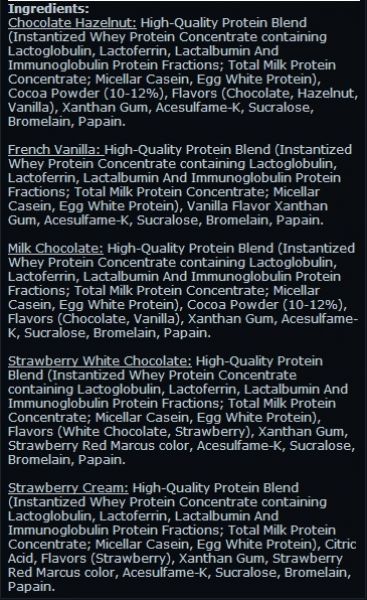 Ingredients:
Chocolate Hazelnut: High-Quality Protein Blend
(Instantized Whey Protein Concentrate containing
Lactoglobulin, Lactoferrin, Lactalbumin And
Immunoglobulin Protein Fractions; Total Milk Protein
Concentrate; Micellar Casein, Egg White Protein),
Cocoa Powder (10-12%), Flavors (Chocolate, Hazelnut,
Vanilla), Xanthan Gum, Acesulfame-K, Sucralose,
Bromelain, Papain.
French Vanilla: High-Quality Protein Blend (Instantized
Whey Protein Concentrate containing Lactoglobulin,
Lactoferrin, Lactalbumin And Immunoglobulin Protein
Fractions; Total Milk Protein Concentrate; Micellar
Casein, Egg White Protein), Vanilla Flavor Xanthan
Gum, Acesulfame-K, Sucralose, Bromelain, Papain.
Milk Chocolate: High-Quality Protein Blend (Instantized
Whey Protein Concentrate containing Lactoglobulin,
Lactoferrin, Lactalbumin And Immunoglobulin Protein
Fractions; Total Milk Protein Concentrate; Micellar
Casein, Egg White Protein), Cocoa Powder (10-12%),
Flavors (Chocolate, Vanilla), Xanthan Gum, Acesulfame-
K, Sucralose, Bromelain, Papain.
Strawberry White Chocolate: High-Quality Protein
Blend (Instantized Whey Protein Concentrate
containing Lactoglobulin, Lactoferrin, Lactalbumin And
Immunoglobulin Protein Fractions; Total Milk Protein
Concentrate; Micellar Casein, Egg White Protein),
Flavors (White Chocolate, Strawberry), Xanthan Gum,
Strawberry Red Marcus color, Acesulfame-K, Sucralose,
Bromelain, Papain.
Strawberry Cream: High-Quality Protein Blend
(Instantized Whey Protein Concentrate containing
Lactoglobulin, Lactoferrin, Lactalbumin And
Immunoglobulin Protein Fractions; Total Milk Protein
Concentrate; Micellar Casein, Egg White Protein), Citric
Acid, Flavors (Strawberry), Xanthan Gum, Strawberry
Red Marcus color, Acesulfame-K, Sucralose, Bromelain,
Papain.